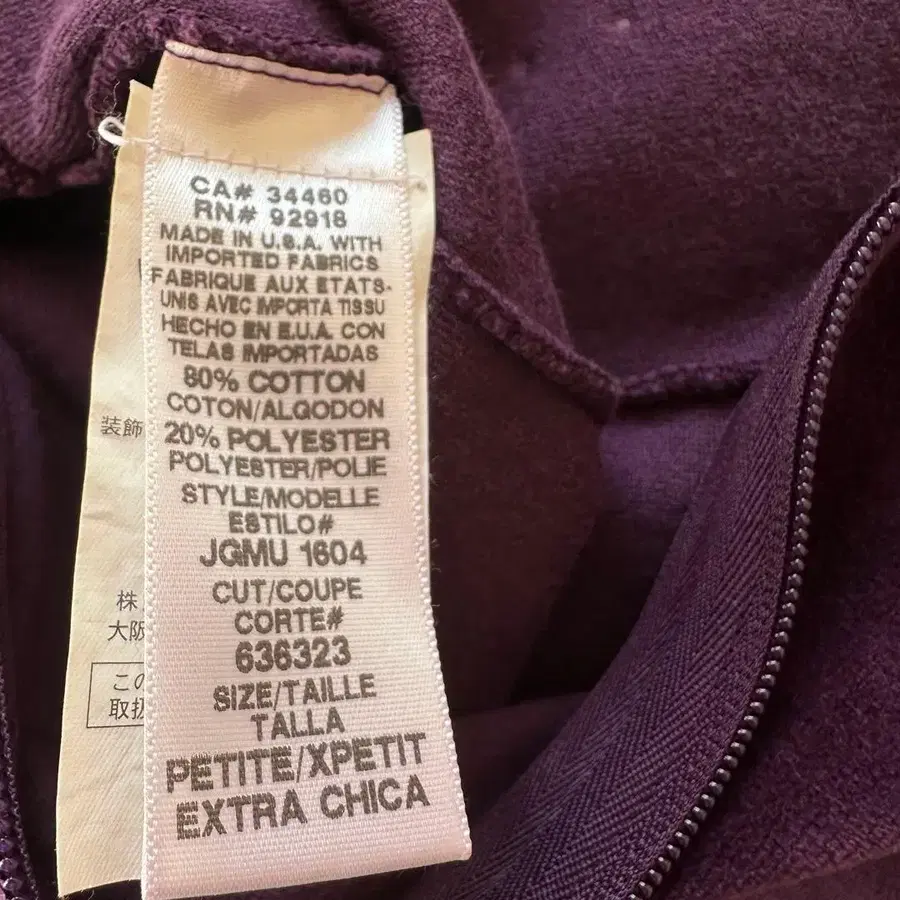 CA# 34460
RN# 92918
MADE IN U.S.A. WITH
IMPORTED FABRICS
FABRIQUE AUX ETATS-
UNIS AVEC IMPORTA TISSU
HECHO EN E.U.A. CON
TELAS IMPORTADAS
80% COTTON
COTON/ALGODON
20% POLYESTER
POLYESTER/POLIE
STYLE/MODELLE
ESTILO#
JGMU 1604
CUT/COUPE
CORTE#
636323
SIZE/TAILLE
TALLA
PETITE/XPETIT
EXTRA CHICA
装飾
株
大阪
この
取扱